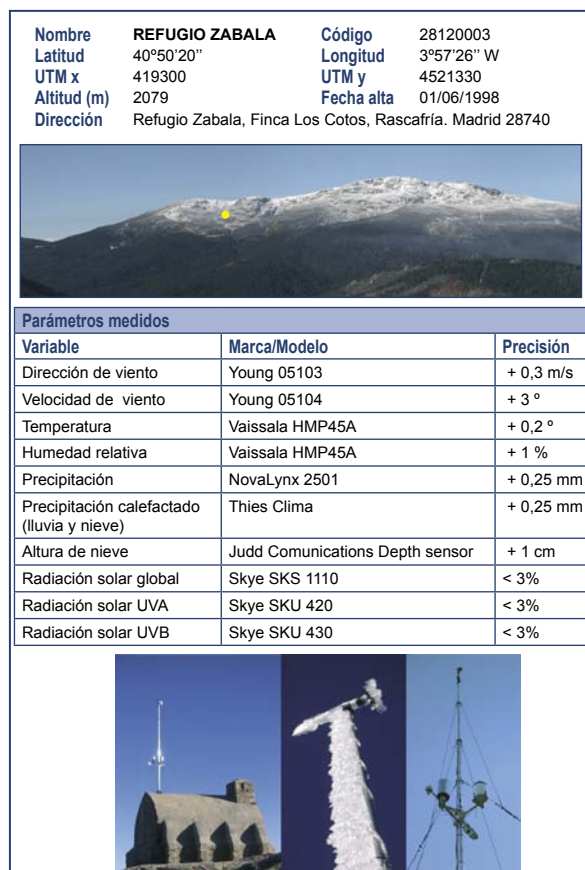 Nombre REFUGIO ZABALA Código 28120003
Latitud 40º50’20’’ Longitud 3º57’26’’ W
UTM x 419300 UTM y 4521330
Altitud (m) 2079 Fecha alta 01/06/1998
Dirección Refugio Zabala, Finca Los Cotos, Rascafría. Madrid 28740
Parámetros medidos
Variable Marca/Modelo Precisión
Dirección de viento Young 05103 + 0,3 m/s
Velocidad de viento Young 05104 + 3 º
Temperatura Vaissala HMP45A + 0,2 º
Humedad relativa Vaissala HMP45A + 1 %
Precipitación NovaLynx 2501 + 0,25 mm
Precipitación calefactado Thies Clima + 0,25 mm
(lluvia y nieve)
Altura de nieve Judd Comunications Depth sensor + 1 cm
Radiación solar global Skye SKS 1110 < 3%
Radiación solar UVA Skye SKU 420 < 3%
Radiación solar UVB Skye SKU 430 < 3%